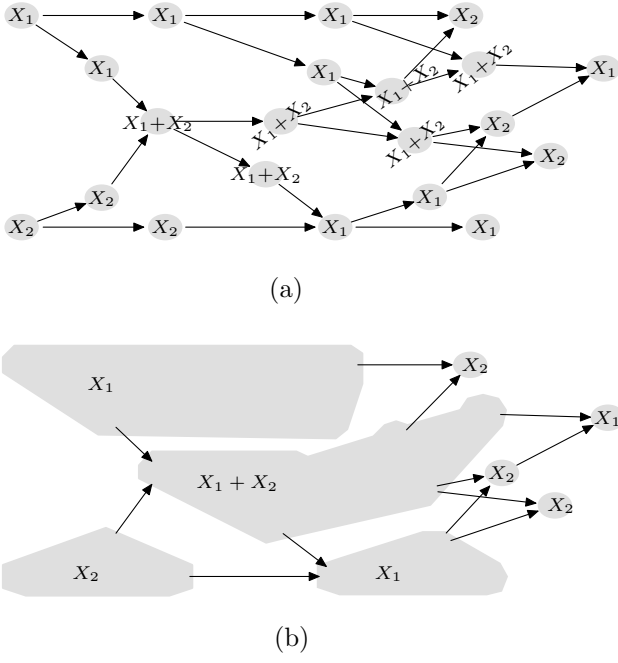 X₁ X₁ X₁ X₂
X₁ X₁ X₁+X₂ X₁+X₂ X₁
X₁+X₂ X₁+X₂ X₁+X₂ X₂
X₁+X₂ X₂
X₂ X₁
X₂ X₂ X₁ X₁
(a)
X₁ X₂
X₁
X₁ + X₂ X₂
X₂
X₂ X₁
(b)